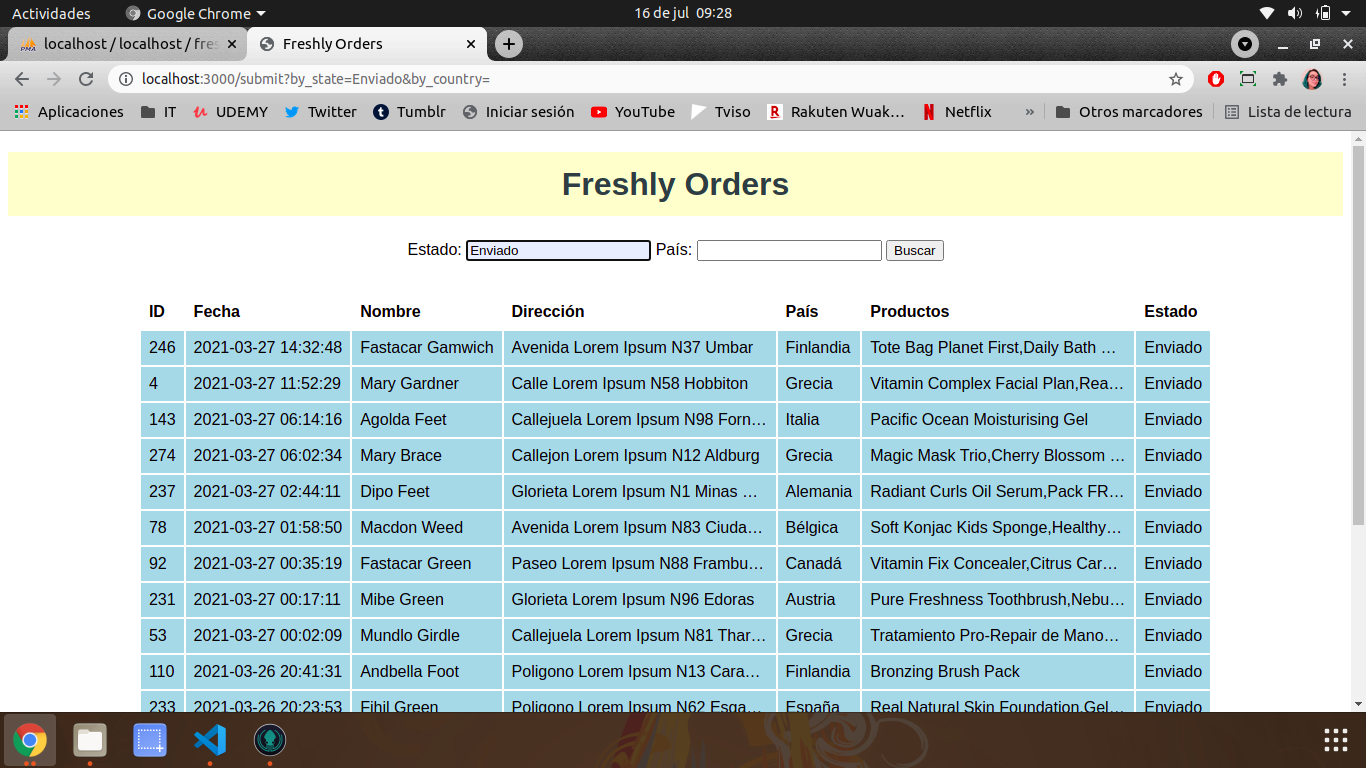 Actividades Google Chrome 16 de jul 09:28
PMA localhost / localhost / fres Freshly Orders
localhost:3000/submit?by_state=Enviado&by_country=
Aplicaciones IT UDEMY Twitter Tumblr Iniciar sesión YouTube Tviso Rakuten Wuak… Netflix » Otros marcadores Lista de lectura
Freshly Orders
Estado: Enviado País: Buscar
ID Fecha Nombre Dirección País Productos Estado
246 2021-03-27 14:32:48 Fastacar Gamwich Avenida Lorem Ipsum N37 Umbar Finlandia Tote Bag Planet First,Daily Bath … Enviado
4 2021-03-27 11:52:29 Mary Gardner Calle Lorem Ipsum N58 Hobbiton Grecia Vitamin Complex Facial Plan,Rea… Enviado
143 2021-03-27 06:14:16 Agolda Feet Callejuela Lorem Ipsum N98 Forn… Italia Pacific Ocean Moisturising Gel Enviado
274 2021-03-27 06:02:34 Mary Brace Callejon Lorem Ipsum N12 Aldburg Grecia Magic Mask Trio,Cherry Blossom … Enviado
237 2021-03-27 02:44:11 Dipo Feet Glorieta Lorem Ipsum N1 Minas … Alemania Radiant Curls Oil Serum,Pack FR… Enviado
78 2021-03-27 01:58:50 Macdon Weed Avenida Lorem Ipsum N83 Ciuda… Bélgica Soft Konjac Kids Sponge,Healthy… Enviado
92 2021-03-27 00:35:19 Fastacar Green Paseo Lorem Ipsum N88 Frambu… Canadá Vitamin Fix Concealer,Citrus Car… Enviado
231 2021-03-27 00:17:11 Mibe Green Glorieta Lorem Ipsum N96 Edoras Austria Pure Freshness Toothbrush,Nebu… Enviado
53 2021-03-27 00:02:09 Mundlo Girdle Callejuela Lorem Ipsum N81 Thar… Grecia Tratamiento Pro-Repair de Mano… Enviado
110 2021-03-26 20:41:31 Andbella Foot Poligono Lorem Ipsum N13 Cara… Finlandia Bronzing Brush Pack Enviado
233 2021-03-26 20:23:53 Fihil Green Poligono Lorem Ipsum N62 Esga… España Real Natural Skin Foundation,Gel… Enviado